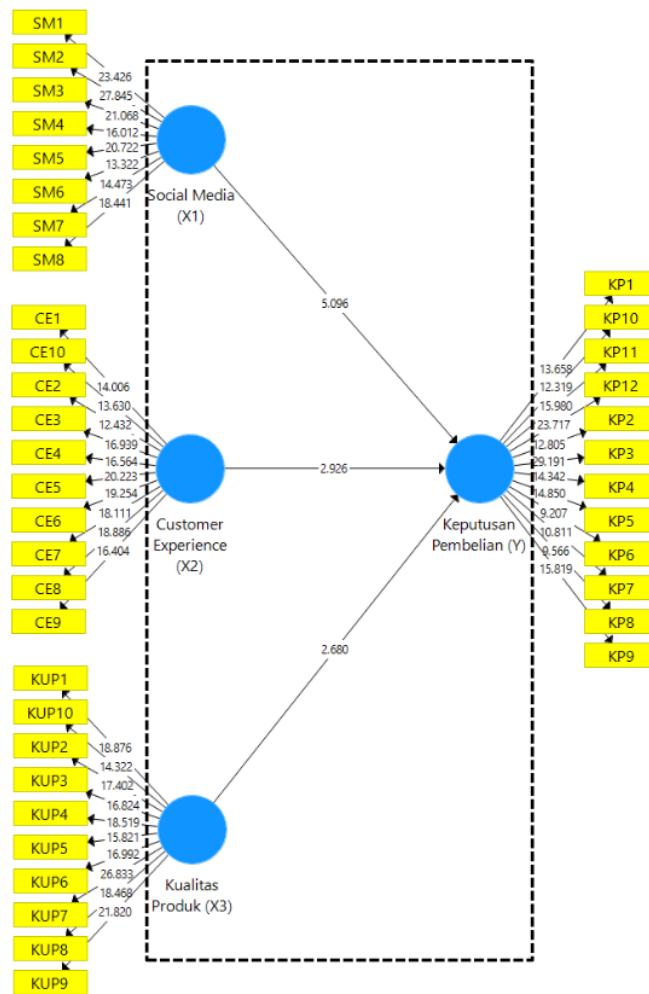 SM1
SM2
SM3
SM4
SM5
SM6
SM7
SM8
23.426
27.845
21.068
16.012
20.722
13.322
14.473
18.441
Social Media
(X1)
CE1
CE10
CE2
CE3
CE4
CE5
CE6
CE7
CE8
CE9
14.006
13.630
12.432
16.939
16.564
20.223
19.254
18.111
18.886
16.404
Customer
Experience
(X2)
KUP1
KUP10
KUP2
KUP3
KUP4
KUP5
KUP6
KUP7
KUP8
KUP9
18.876
14.322
17.402
16.824
18.519
15.821
16.992
26.833
18.468
21.820
Kualitas
Produk (X3)
5.096
2.926
2.680
Keputusan
Pembelian (Y)
13.658
12.319
15.980
23.717
12.805
29.191
14.342
14.850
9.207
10.811
9.566
15.819
KP1
KP10
KP11
KP12
KP2
KP3
KP4
KP5
KP6
KP7
KP8
KP9